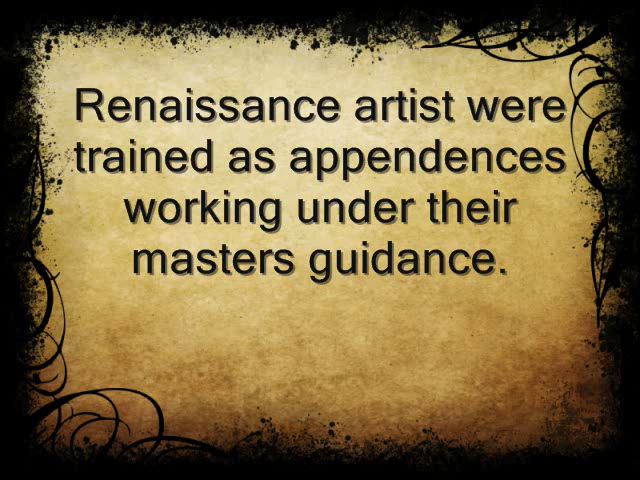 Renaissance artist were
trained as appendences
working under their
masters guidance.